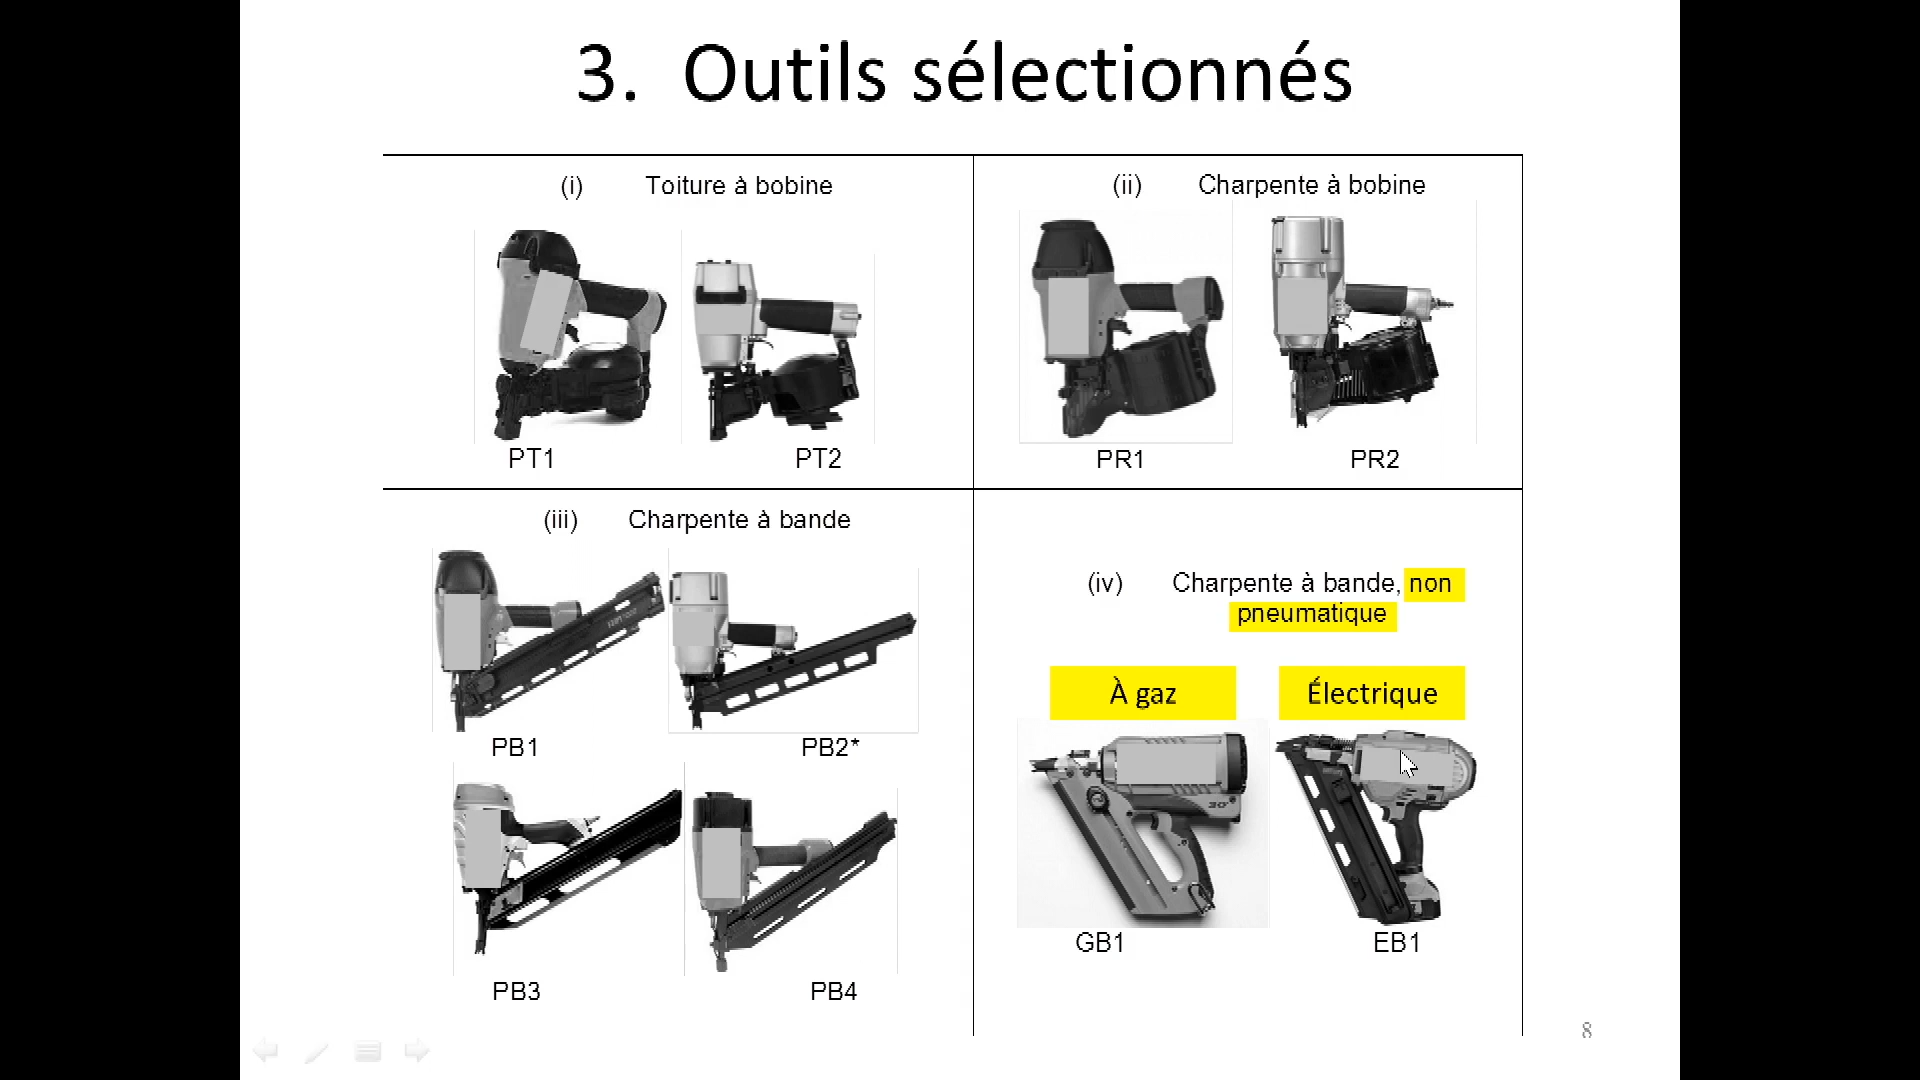 3. Outils sélectionnés
(i) Toiture à bobine
PT1 PT2
(ii) Charpente à bobine
PR1 PR2
(iii) Charpente à bande
PB1 PB2*
PB3 PB4
(iv) Charpente à bande, non
pneumatique
À gaz Électrique
GB1 EB1
8